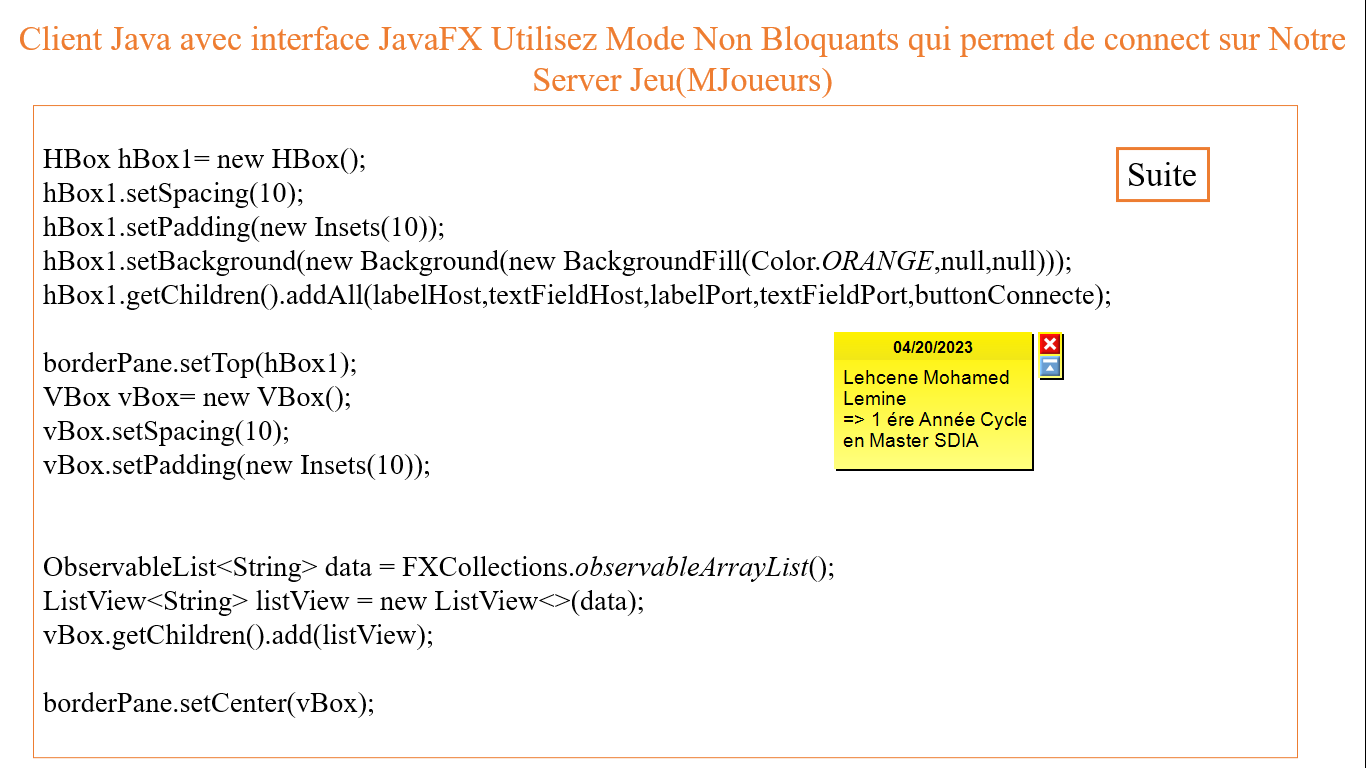 Client Java avec interface JavaFX Utilisez Mode Non Bloquants qui permet de connect sur Notre
Server Jeu(MJoueurs)
Suite
HBox hBox1= new HBox();
hBox1.setSpacing(10);
hBox1.setPadding(new Insets(10));
hBox1.setBackground(new Background(new BackgroundFill(Color.ORANGE,null,null)));
hBox1.getChildren().addAll(labelHost,textFieldHost,labelPort,textFieldPort,buttonConnecte);
borderPane.setTop(hBox1);
VBox vBox= new VBox();
vBox.setSpacing(10);
vBox.setPadding(new Insets(10));
04/20/2023
Lehcene Mohamed
Lemine
=> 1 ére Année Cycle
en Master SDIA
ObservableList<String> data = FXCollections.observableArrayList();
ListView<String> listView = new ListView<>(data);
vBox.getChildren().add(listView);
borderPane.setCenter(vBox);